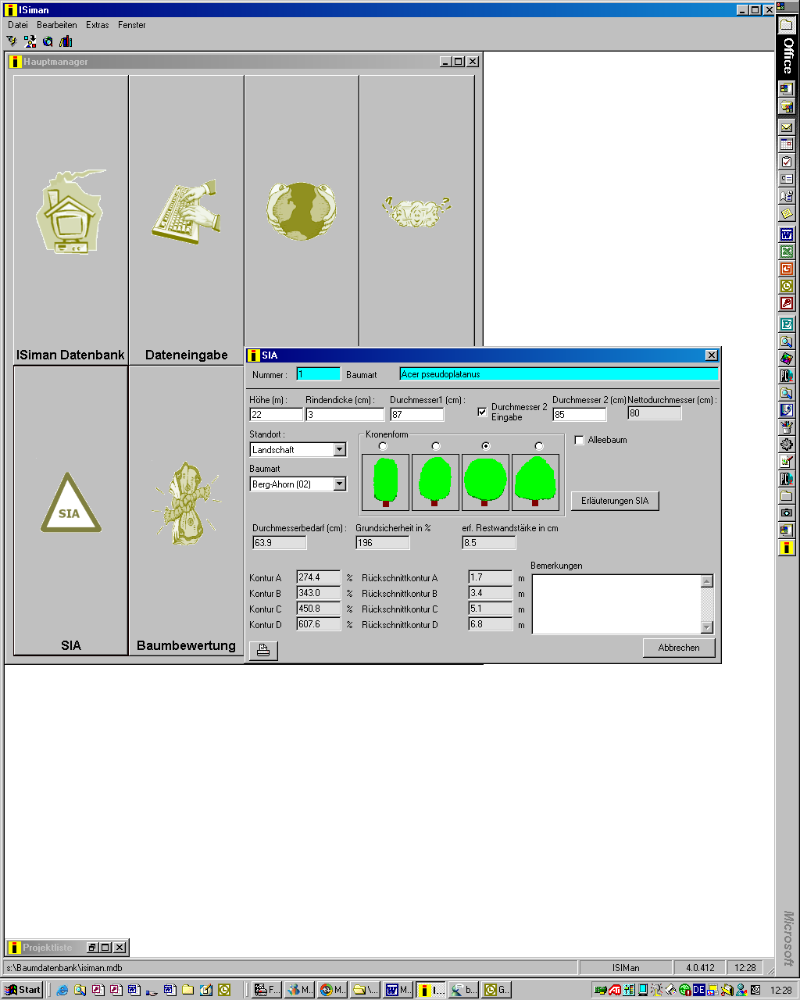 ISiman
Datei Bearbeiten Extras Fenster
Office
Hauptmanager
ISiman Datenbank Dateneingabe
SIA
SIA Baumbewertung
SIA
Nummer : 1 Baumart Acer pseudoplatanus
Höhe (m) : Rindendicke (cm) : Durchmesser1 (cm) : Durchmesser 2 Eingabe Durchmesser 2 (cm) Nettodurchmesser (cm) :
22 3 87 85 80
Standort : Kronenform
Landschaft Alleebaum
Baumart
Berg-Ahorn (02)
Erläuterungen SIA
Durchmesserbedarf (cm) : Grundsicherheit in % erf. Restwandstärke in cm
63.9 196 8.5
Bemerkungen
Kontur A 274.4 % Rückschnittkontur A 1.7 m
Kontur B 343.0 % Rückschnittkontur B 3.4 m
Kontur C 450.8 % Rückschnittkontur C 5.1 m
Kontur D 607.6 % Rückschnittkontur D 6.8 m
Abbrechen
Microsoft
Projektliste
s:\Baumdatenbank\isiman.mdb ISIMan 4.0.412 12:28
Start F... M... M... \... M... I... b... G... DE 12:28